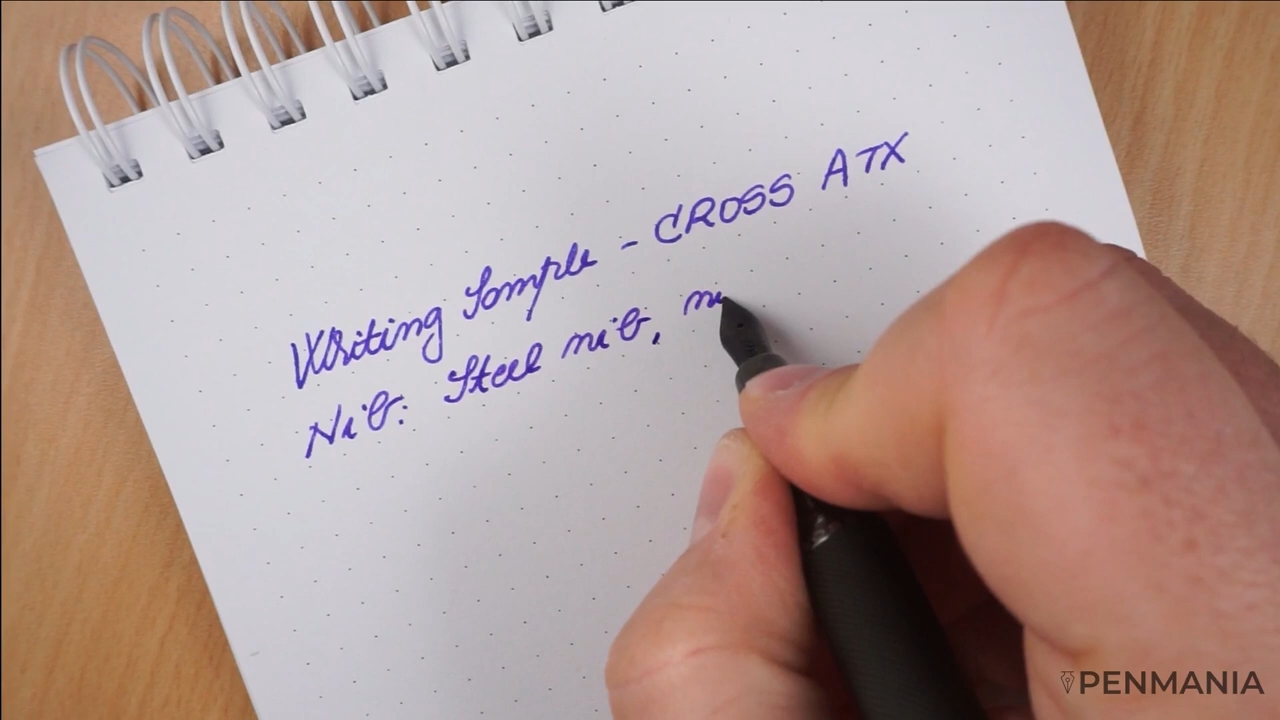 Writing Sample - CROSS ATX
Nib: Steel nib,
PENMANIA